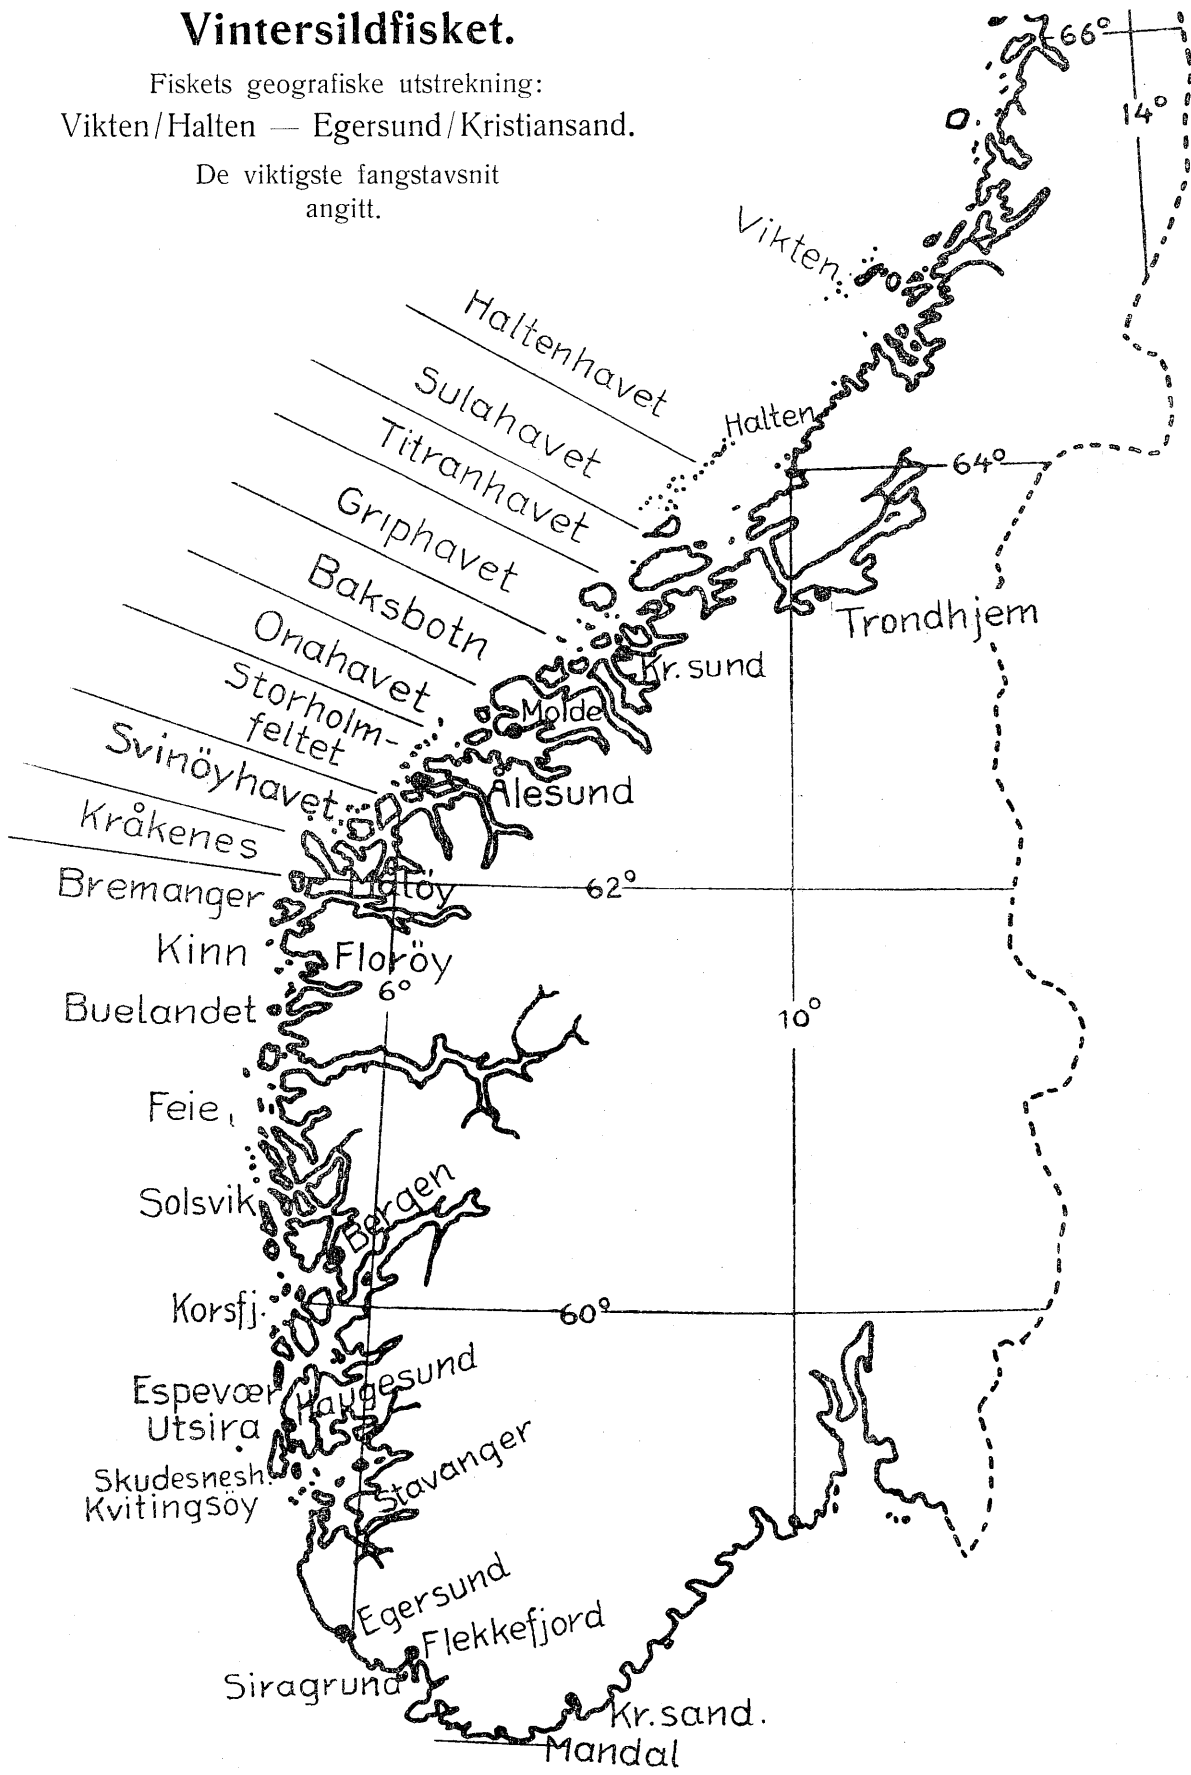 Vintersildfisket.
Fiskets geografiske utstrekning:
Vikten/Halten — Egersund/Kristiansand.
De viktigste fangstavsnit
angitt.
66°
14°
Vikten
Haltenhavet
Sulahavet
Halten
Titranhavet
64°
Griphavet
Baksbotn
Trondhjem
Onahavet
Kr.sund
Storholm-
feltet
Molde
Svinöyhavet
Ålesund
Kråkenes
Bremanger
Måløy
62°
Kinn
Floröy
6°
Buelandet
10°
Feie
Solsvik
Bergen
Korsfj.
60°
Espevær
Haugesund
Utsira
Skudesnesh.
Stavanger
Kvitingsöy
Egersund
Flekkefjord
Siragrund
Kr.sand.
Mandal